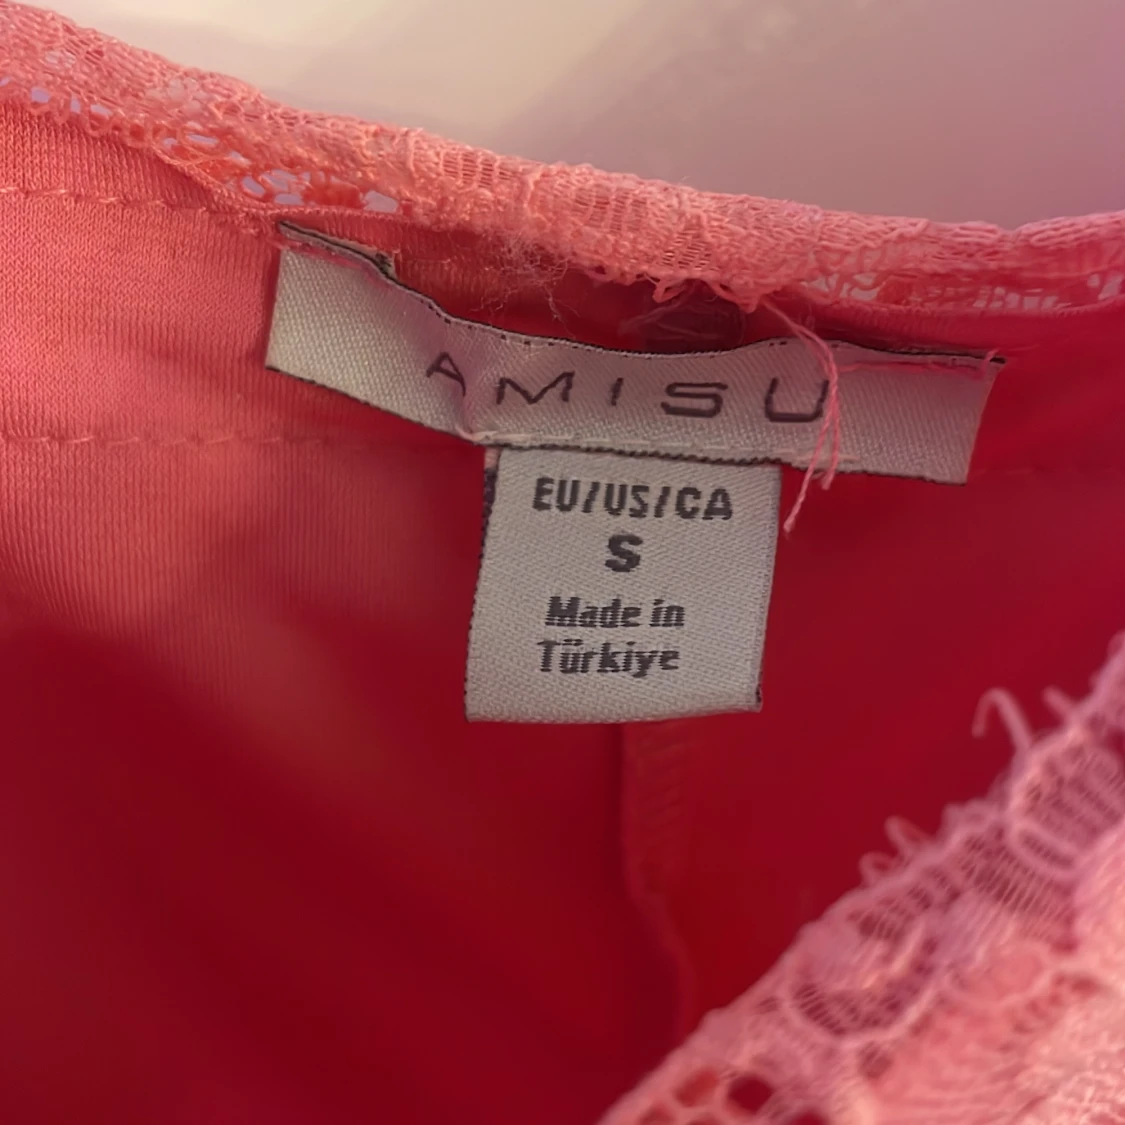 AMISU
EU/US/CA
S
Made in
Türkiye